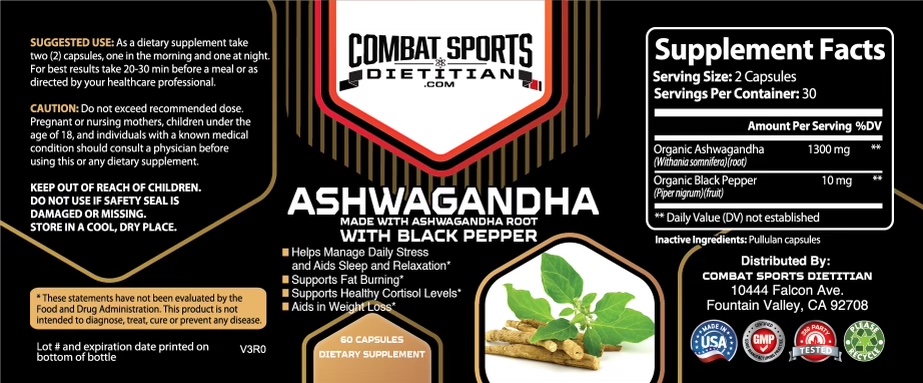 SUGGESTED USE: As a dietary supplement take
two (2) capsules, one in the morning and one at night.
For best results take 20-30 min before a meal or as
directed by your healthcare professional.
CAUTION: Do not exceed recommended dose.
Pregnant or nursing mothers, children under the
age of 18, and individuals with a known medical
condition should consult a physician before
using this or any dietary supplement.
KEEP OUT OF REACH OF CHILDREN.
DO NOT USE IF SAFETY SEAL IS
DAMAGED OR MISSING.
STORE IN A COOL, DRY PLACE.
* These statements have not been evaluated by the
Food and Drug Administration. This product is not
intended to diagnose, treat, cure or prevent any disease.
Lot # and expiration date printed on
bottom of bottle
V3R0
COMBAT SPORTS
DIETITIAN
.COM
ASHWAGANDHA
MADE WITH ASHWAGANDHA ROOT
WITH BLACK PEPPER
Helps Manage Daily Stress
and Aids Sleep and Relaxation*
Supports Fat Burning*
Supports Healthy Cortisol Levels*
Aids in Weight Loss*
60 CAPSULES
DIETARY SUPPLEMENT
Supplement Facts
Serving Size: 2 Capsules
Servings Per Container: 30
Amount Per Serving %DV
Organic Ashwagandha 1300 mg **
(Withania somnifera)(root)
Organic Black Pepper 10 mg **
(Piper nigrum)(fruit)
** Daily Value (DV) not established
Inactive Ingredients: Pullulan capsules
Distributed By:
COMBAT SPORTS DIETITIAN
10444 Falcon Ave.
Fountain Valley, CA 92708
MADE IN
USA
CERTIFIED
GMP
3RD PARTY
TESTED
PLEASE
RECYCLE